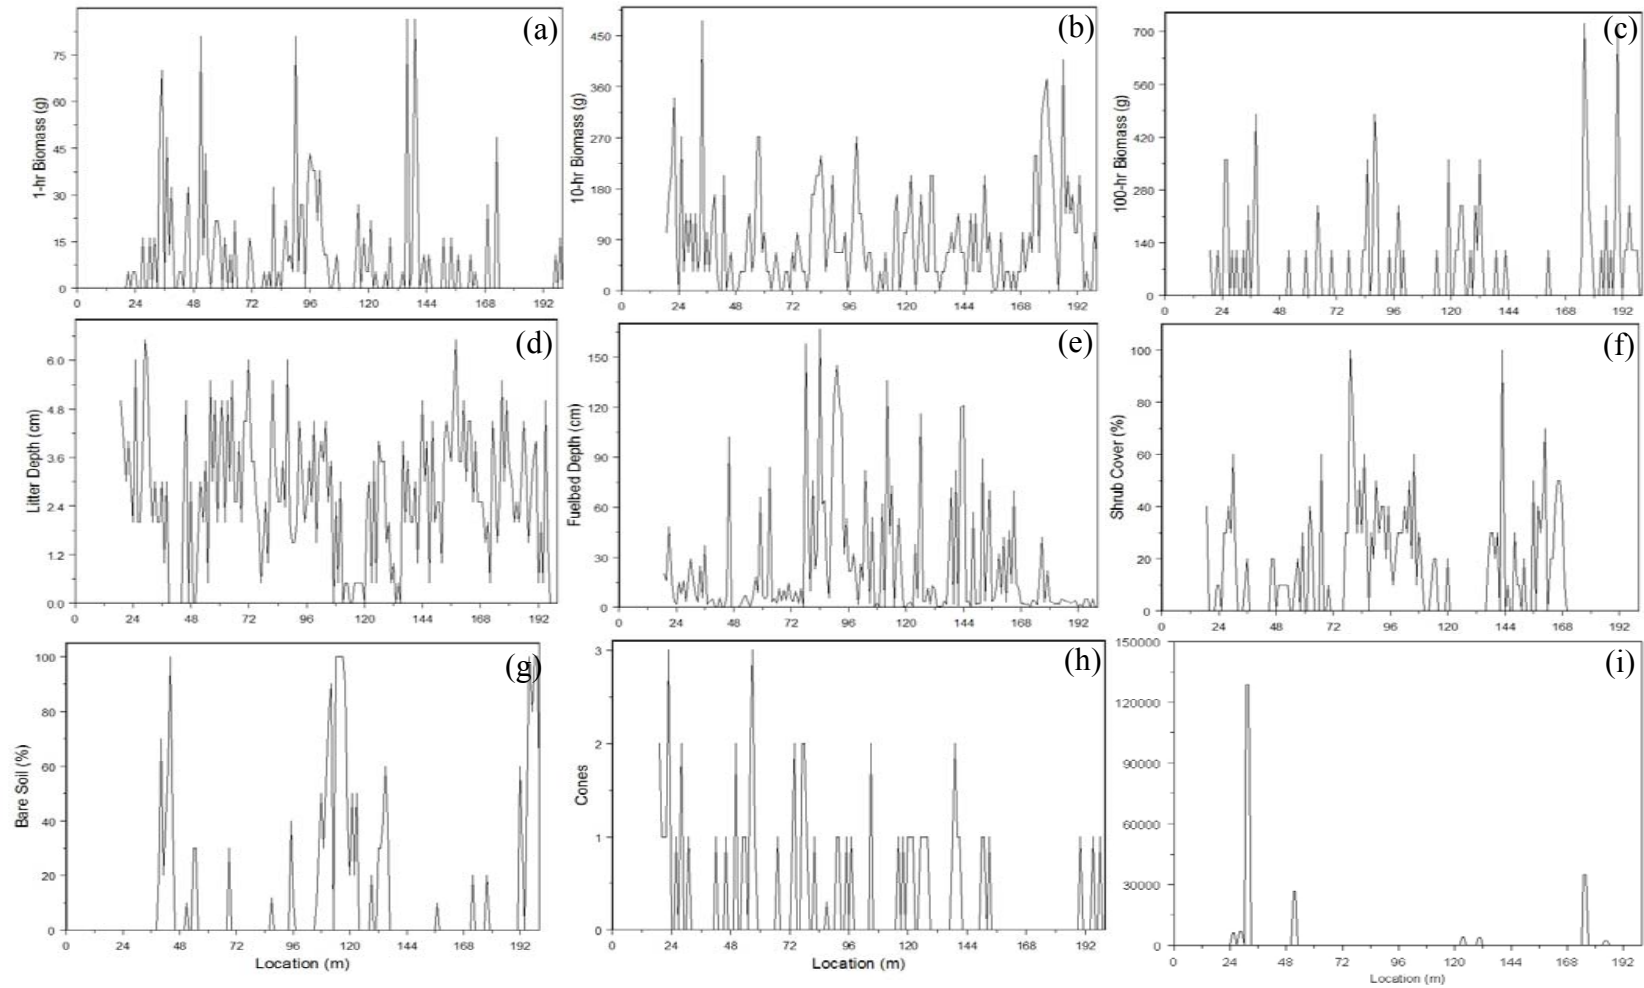 (a)
1-hr Biomass (g)
75
60
45
30
15
0
0 24 48 72 96 120 144 168 192
(b)
10-hr Biomass (g)
450
360
270
180
90
0
0 24 48 72 96 120 144 168 192
(c)
100-hr Biomass (g)
700
560
420
280
140
0
0 24 48 72 96 120 144 168 192
(d)
Litter Depth (cm)
6.0
4.8
3.6
2.4
1.2
0.0
0 24 48 72 96 120 144 168 192
(e)
Fuelbed Depth (cm)
150
120
90
60
30
0
0 24 48 72 96 120 144 168 192
(f)
Shrub Cover (%)
100
80
60
40
20
0
0 24 48 72 96 120 144 168 192
(g)
Bare Soil (%)
100
80
60
40
20
0
0 24 48 72 96 120 144 168 192
Location (m)
(h)
Cones
3
2
1
0
0 24 48 72 96 120 144 168 192
Location (m)
(i)
150000
120000
90000
60000
30000
0
0 24 48 72 96 120 144 168 192
Location (m)